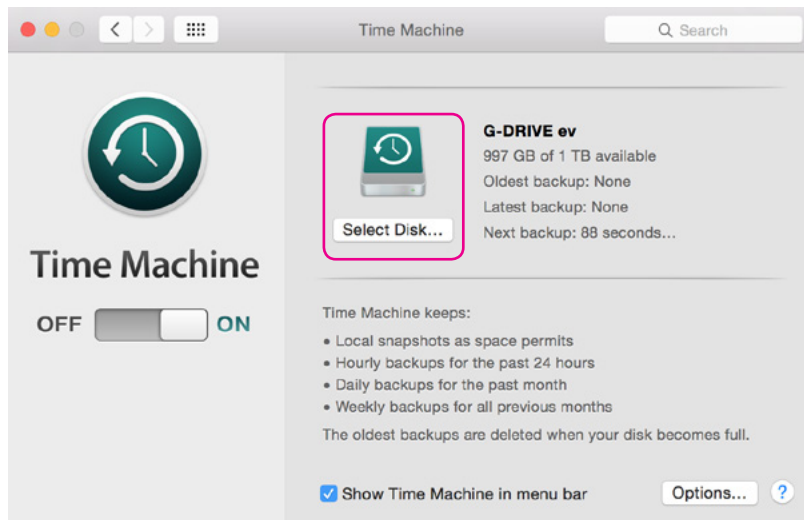 Time Machine
Search
G-DRIVE ev
997 GB of 1 TB available
Oldest backup: None
Latest backup: None
Select Disk...
Next backup: 88 seconds...
Time Machine
OFF ON
Time Machine keeps:
• Local snapshots as space permits
• Hourly backups for the past 24 hours
• Daily backups for the past month
• Weekly backups for all previous months
The oldest backups are deleted when your disk becomes full.
Show Time Machine in menu bar
Options... ?